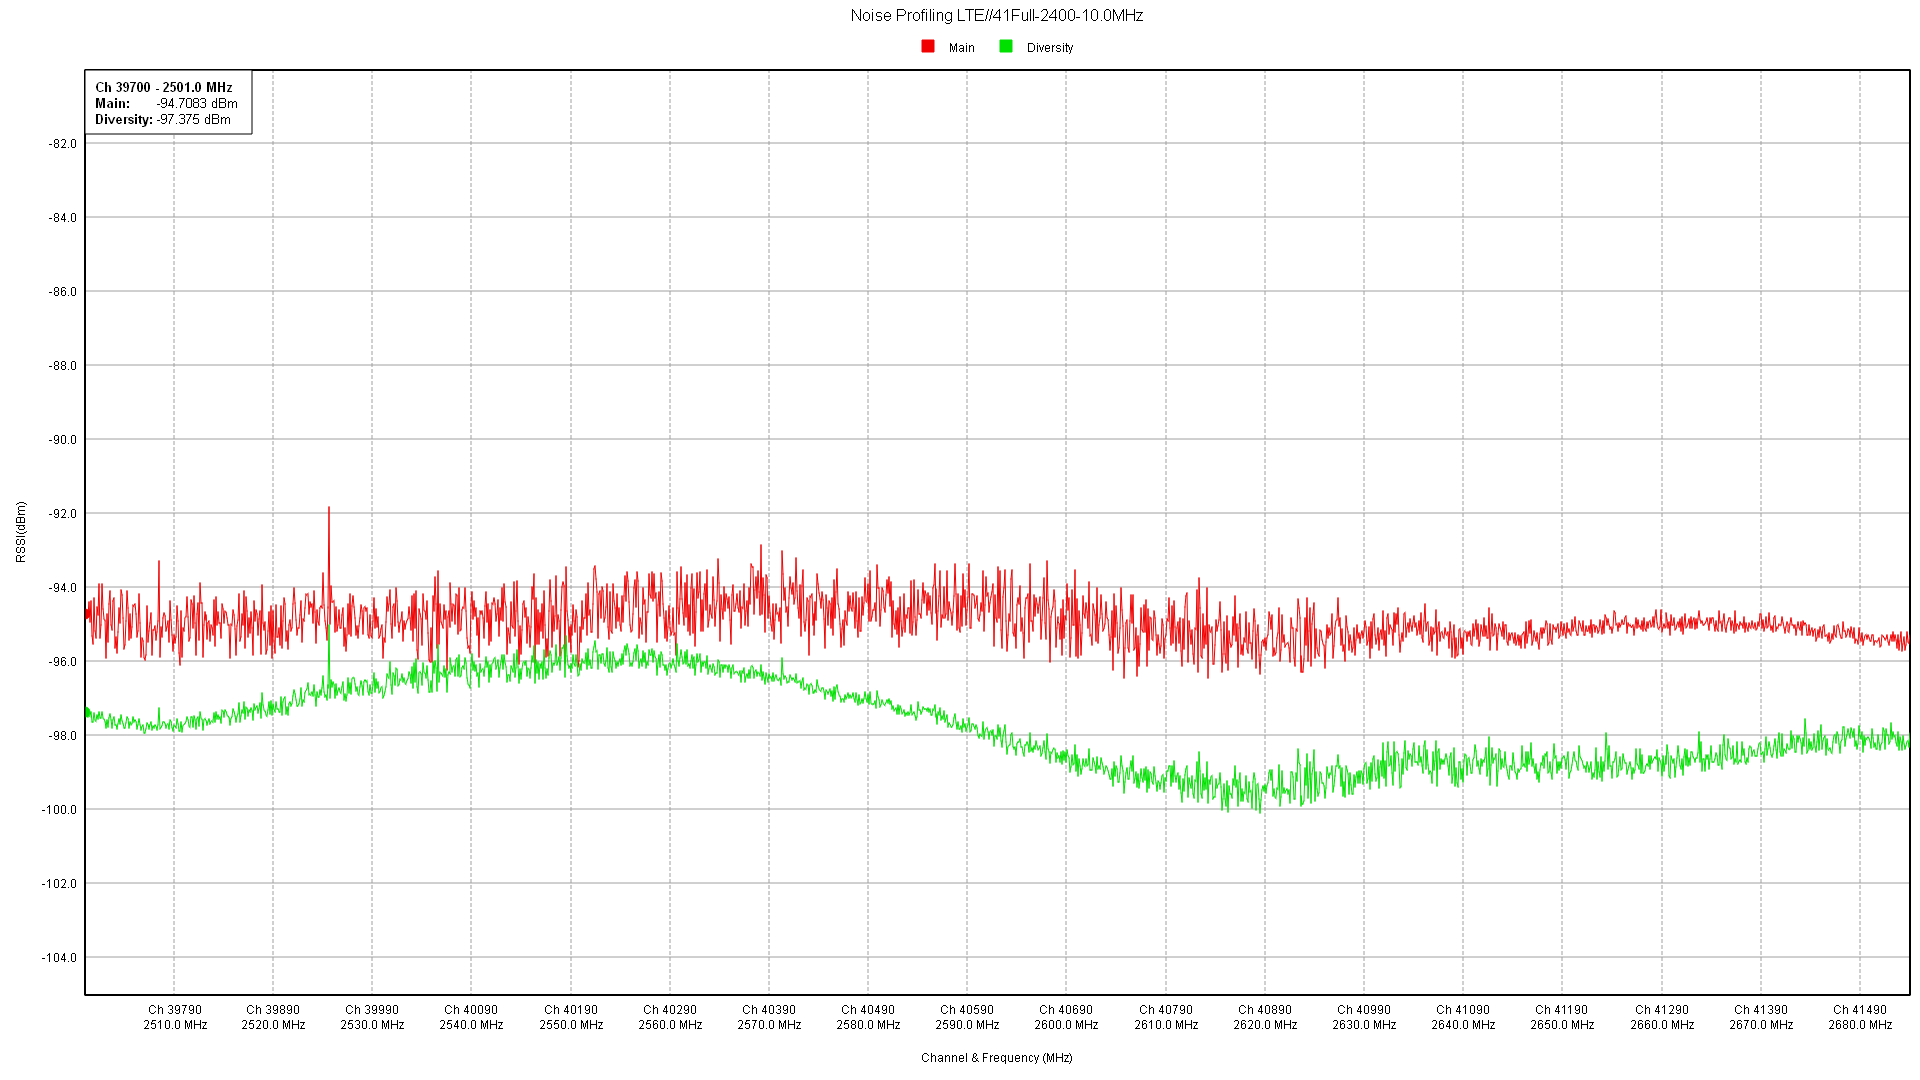 Noise Profiling LTE//41Full-2400-10.0MHz
Main Diversity
Ch 39700 - 2501.0 MHz
Main: -94.7083 dBm
Diversity: -97.375 dBm
-82.0
-84.0
-86.0
-88.0
-90.0
-92.0
-94.0
-96.0
-98.0
-100.0
-102.0
-104.0
RSSI(dBm)
Ch 39790 Ch 39890 Ch 39990 Ch 40090 Ch 40190 Ch 40290 Ch 40390 Ch 40490 Ch 40590 Ch 40690 Ch 40790 Ch 40890 Ch 40990 Ch 41090 Ch 41190 Ch 41290 Ch 41390 Ch 41490
2510.0 MHz 2520.0 MHz 2530.0 MHz 2540.0 MHz 2550.0 MHz 2560.0 MHz 2570.0 MHz 2580.0 MHz 2590.0 MHz 2600.0 MHz 2610.0 MHz 2620.0 MHz 2630.0 MHz 2640.0 MHz 2650.0 MHz 2660.0 MHz 2670.0 MHz 2680.0 MHz
Channel & Frequency (MHz)